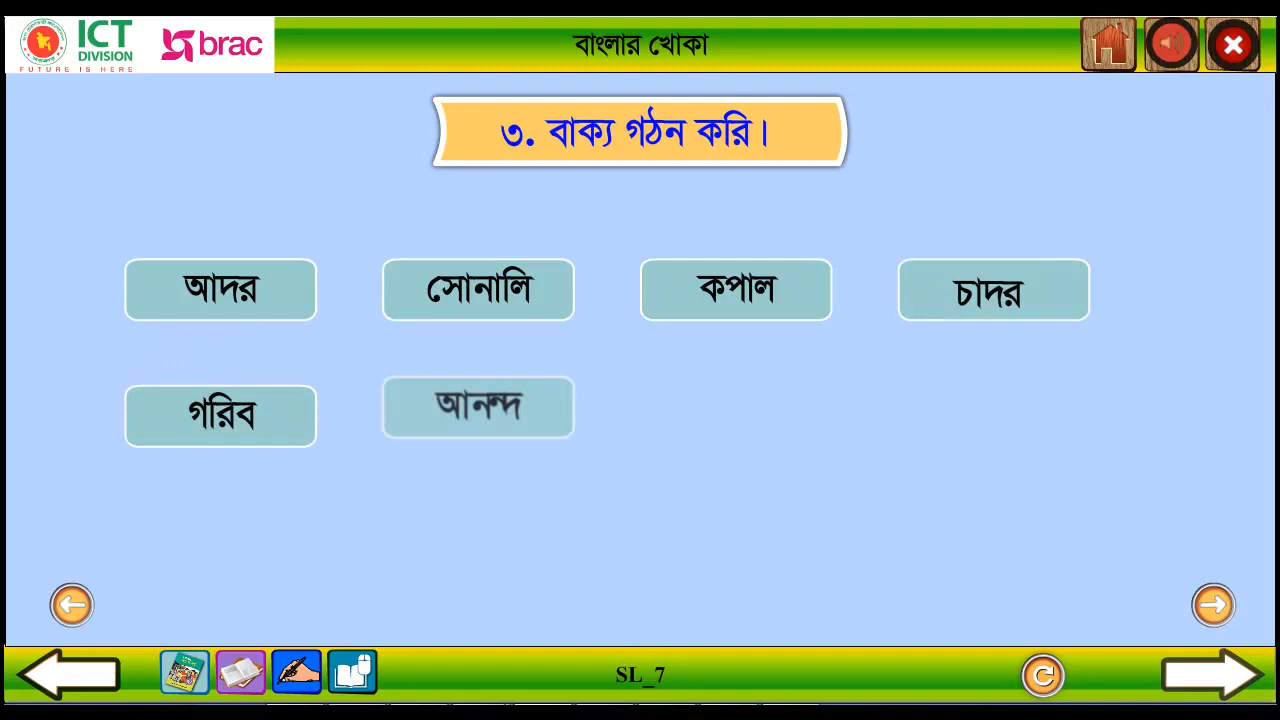 ICT
DIVISION
FUTURE IS HERE
brac
বাংলার খোকা
৩. বাক্য গঠন করি।
আদর সোনালি কপাল চাদর
গরিব আনন্দ
SL_7